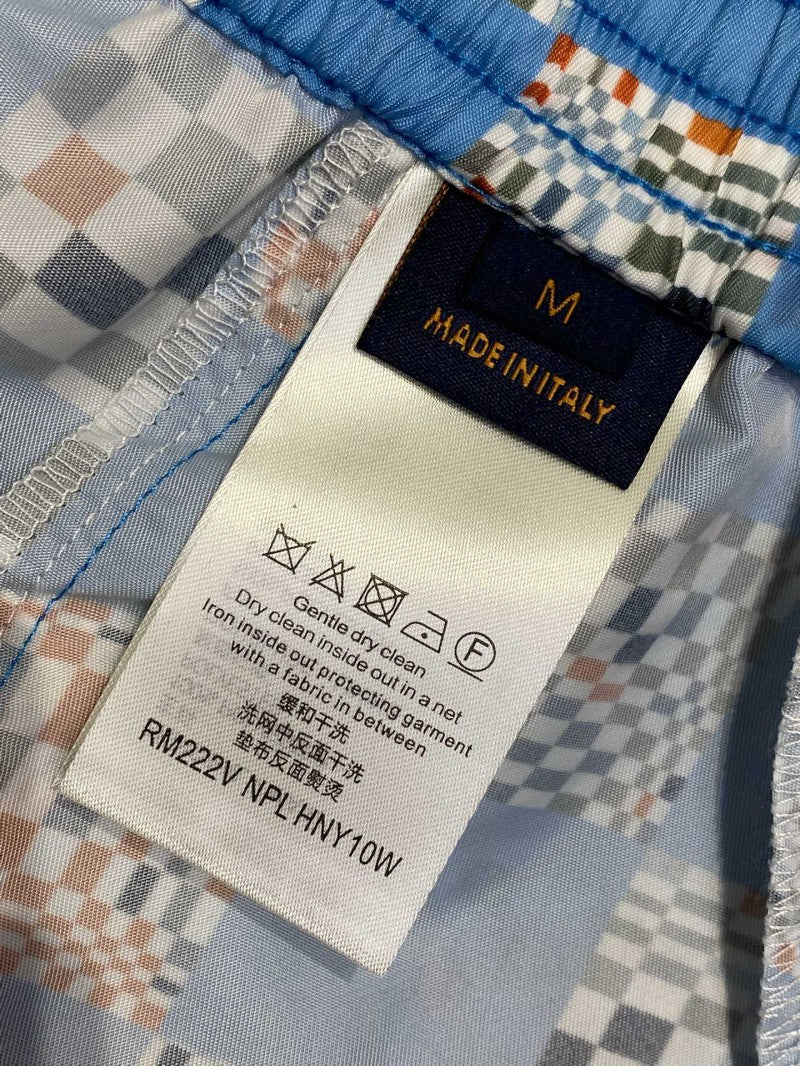 M
MADE IN ITALY
F
Gentle dry clean
Dry clean inside out in a net
Iron inside out protecting garment
with a fabric in between
缓和干洗
洗网中反面干洗
垫布反面熨烫
RM222V NPL HNY10W